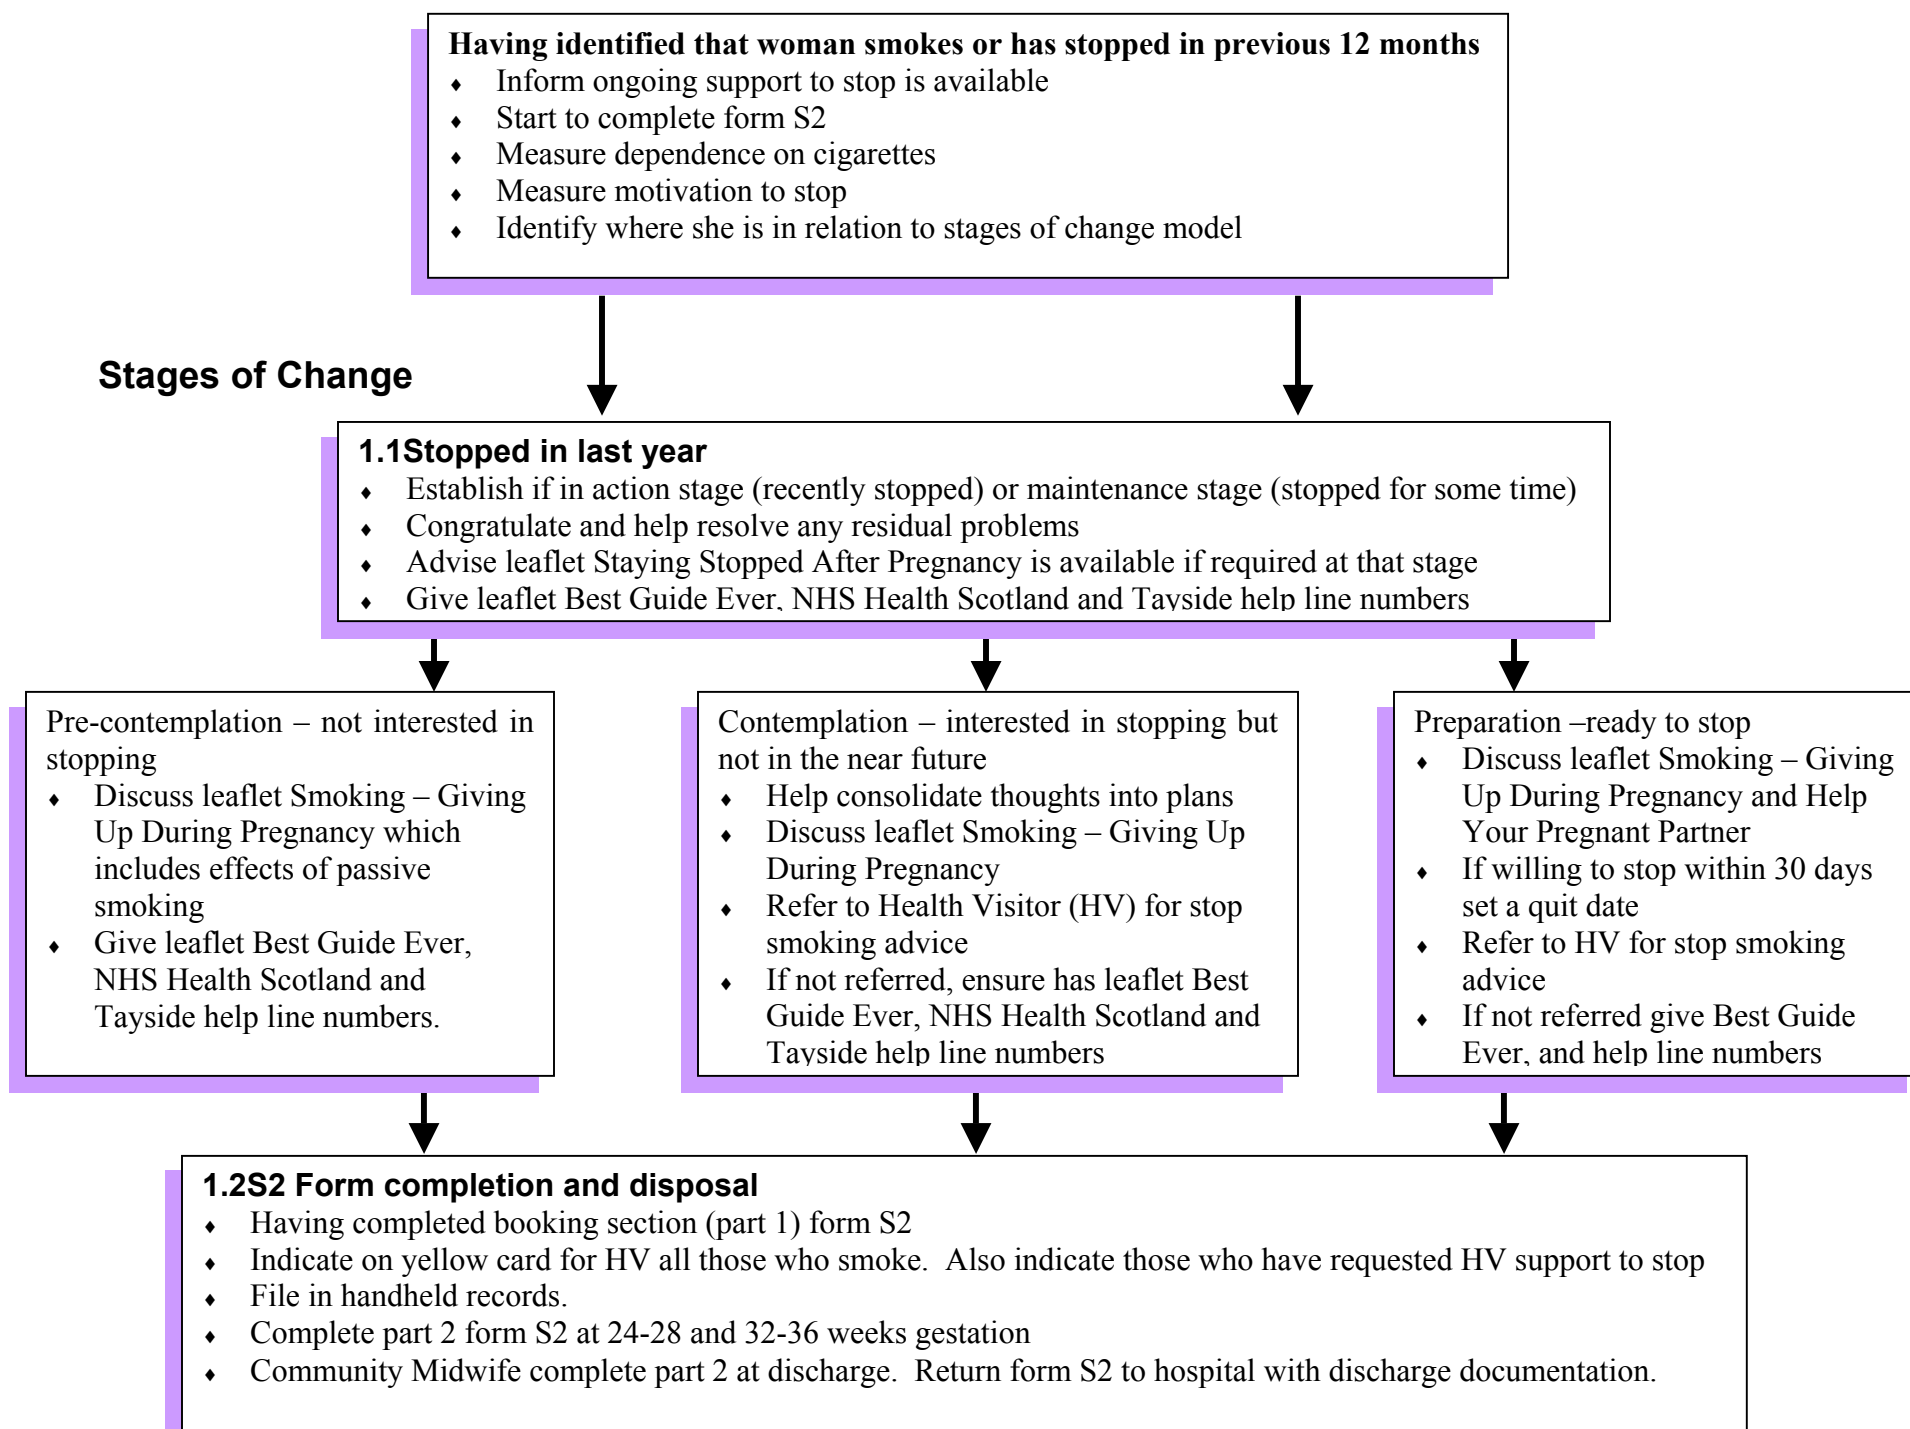 Having identified that woman smokes or has stopped in previous 12 months
♦ Inform ongoing support to stop is available
♦ Start to complete form S2
♦ Measure dependence on cigarettes
♦ Measure motivation to stop
♦ Identify where she is in relation to stages of change model
Stages of Change
1.1Stopped in last year
♦ Establish if in action stage (recently stopped) or maintenance stage (stopped for some time)
♦ Congratulate and help resolve any residual problems
♦ Advise leaflet Staying Stopped After Pregnancy is available if required at that stage
♦ Give leaflet Best Guide Ever, NHS Health Scotland and Tayside help line numbers
Pre-contemplation – not interested in
stopping
♦ Discuss leaflet Smoking – Giving
Up During Pregnancy which
includes effects of passive
smoking
♦ Give leaflet Best Guide Ever,
NHS Health Scotland and
Tayside help line numbers.
Contemplation – interested in stopping but
not in the near future
♦ Help consolidate thoughts into plans
♦ Discuss leaflet Smoking – Giving Up
During Pregnancy
♦ Refer to Health Visitor (HV) for stop
smoking advice
♦ If not referred, ensure has leaflet Best
Guide Ever, NHS Health Scotland and
Tayside help line numbers
Preparation –ready to stop
♦ Discuss leaflet Smoking – Giving
Up During Pregnancy and Help
Your Pregnant Partner
♦ If willing to stop within 30 days
set a quit date
♦ Refer to HV for stop smoking
advice
♦ If not referred give Best Guide
Ever, and help line numbers
1.2S2 Form completion and disposal
♦ Having completed booking section (part 1) form S2
♦ Indicate on yellow card for HV all those who smoke.  Also indicate those who have requested HV support to stop
♦ File in handheld records.
♦ Complete part 2 form S2 at 24-28 and 32-36 weeks gestation
♦ Community Midwife complete part 2 at discharge.  Return form S2 to hospital with discharge documentation.